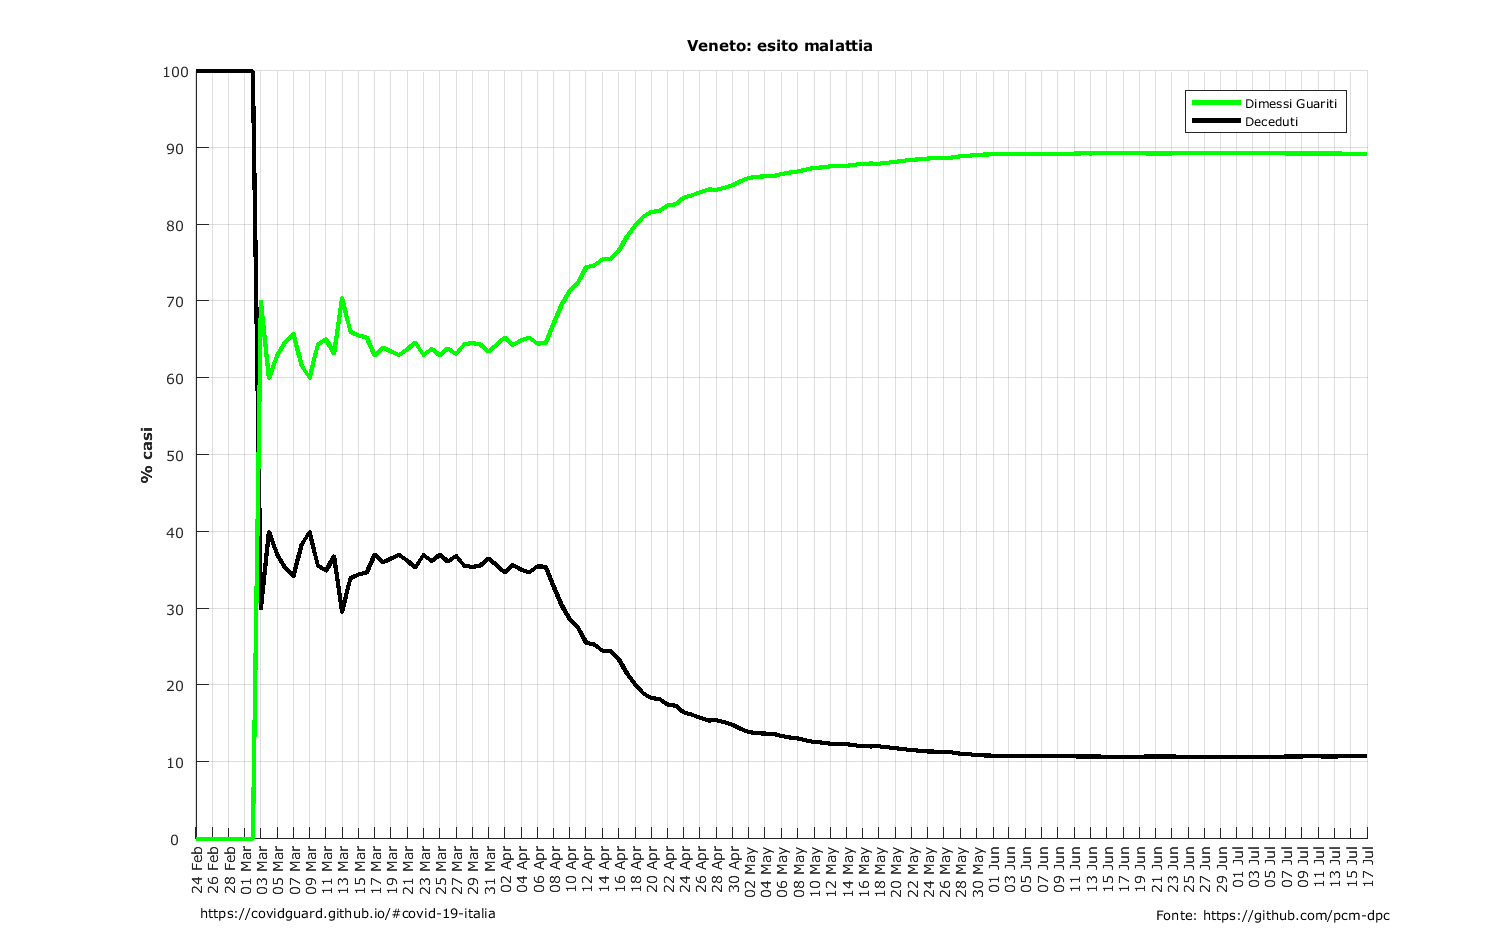 Veneto: esito malattia
Dimessi Guariti
Deceduti
% casi
100
90
80
70
60
50
40
30
20
10
0
24 Feb
26 Feb
28 Feb
01 Mar
03 Mar
05 Mar
07 Mar
09 Mar
11 Mar
13 Mar
15 Mar
17 Mar
19 Mar
21 Mar
23 Mar
25 Mar
27 Mar
29 Mar
31 Mar
02 Apr
04 Apr
06 Apr
08 Apr
10 Apr
12 Apr
14 Apr
16 Apr
18 Apr
20 Apr
22 Apr
24 Apr
26 Apr
28 Apr
30 Apr
02 May
04 May
06 May
08 May
10 May
12 May
14 May
16 May
18 May
20 May
22 May
24 May
26 May
28 May
30 May
01 Jun
03 Jun
05 Jun
07 Jun
09 Jun
11 Jun
13 Jun
15 Jun
17 Jun
19 Jun
21 Jun
23 Jun
25 Jun
27 Jun
29 Jun
01 Jul
03 Jul
05 Jul
07 Jul
09 Jul
11 Jul
13 Jul
15 Jul
17 Jul
https://covidguard.github.io/#covid-19-italia
Fonte: https://github.com/pcm-dpc